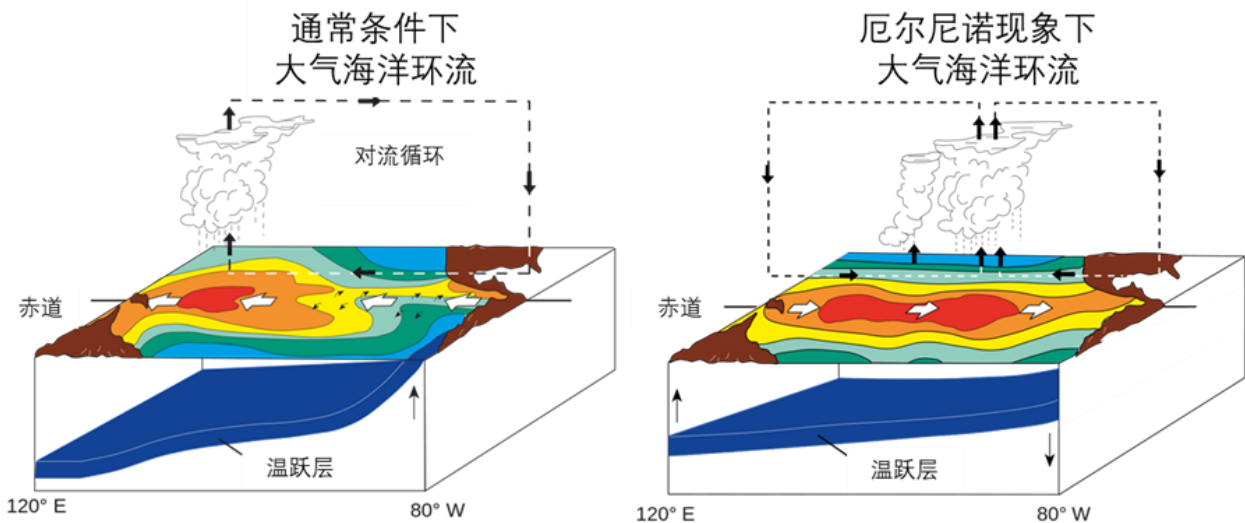 通常条件下
大气海洋环流
对流循环
赤道
温跃层
120° E
80° W
厄尔尼诺现象下
大气海洋环流
赤道
温跃层
120° E
80° W